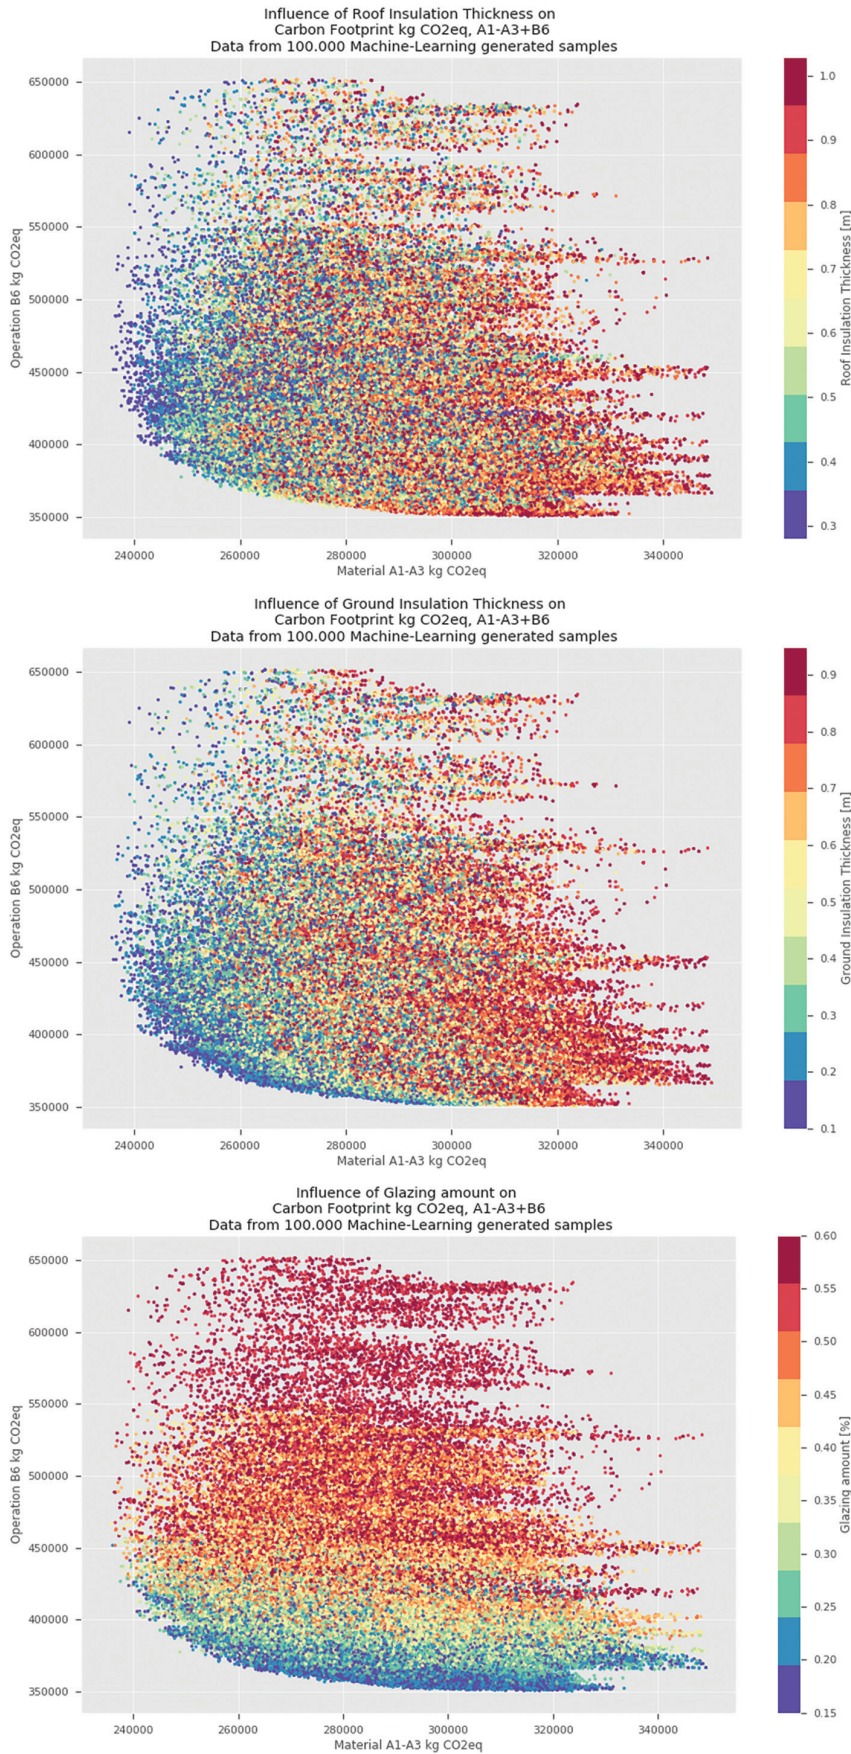 Influence of Roof Insulation Thickness on
Carbon Footprint kg CO2eq, A1-A3+B6
Data from 100.000 Machine-Learning generated samples
650000
600000
550000
500000
450000
400000
350000
Operation B6 kg CO2eq
240000 260000 280000 300000 320000 340000
Material A1-A3 kg CO2eq
1.0
0.9
0.8
0.7
0.6
0.5
0.4
0.3
Roof Insulation Thickness [m]
Influence of Ground Insulation Thickness on
Carbon Footprint kg CO2eq, A1-A3+B6
Data from 100.000 Machine-Learning generated samples
650000
600000
550000
500000
450000
400000
350000
Operation B6 kg CO2eq
240000 260000 280000 300000 320000 340000
Material A1-A3 kg CO2eq
0.9
0.8
0.7
0.6
0.5
0.4
0.3
0.2
0.1
Ground Insulation Thickness [m]
Influence of Glazing amount on
Carbon Footprint kg CO2eq, A1-A3+B6
Data from 100.000 Machine-Learning generated samples
650000
600000
550000
500000
450000
400000
350000
Operation B6 kg CO2eq
240000 260000 280000 300000 320000 340000
Material A1-A3 kg CO2eq
0.60
0.55
0.50
0.45
0.40
0.35
0.30
0.25
0.20
0.15
Glazing amount [%]